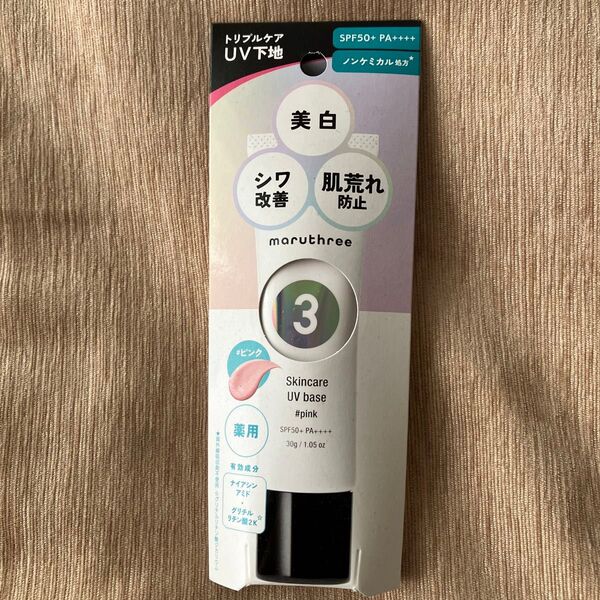 トリプルケア
UV下地
SPF50+ PA++++
ノンケミカル処方*
美白
シワ
改善
肌荒れ
防止
maruthree
3
#ピンク
Skincare
UV base
#pink
SPF50+ PA++++
30g / 1.05 oz
薬用
有効成分
ナイアシン
アミド
・
グリチル
リチン酸2K☆